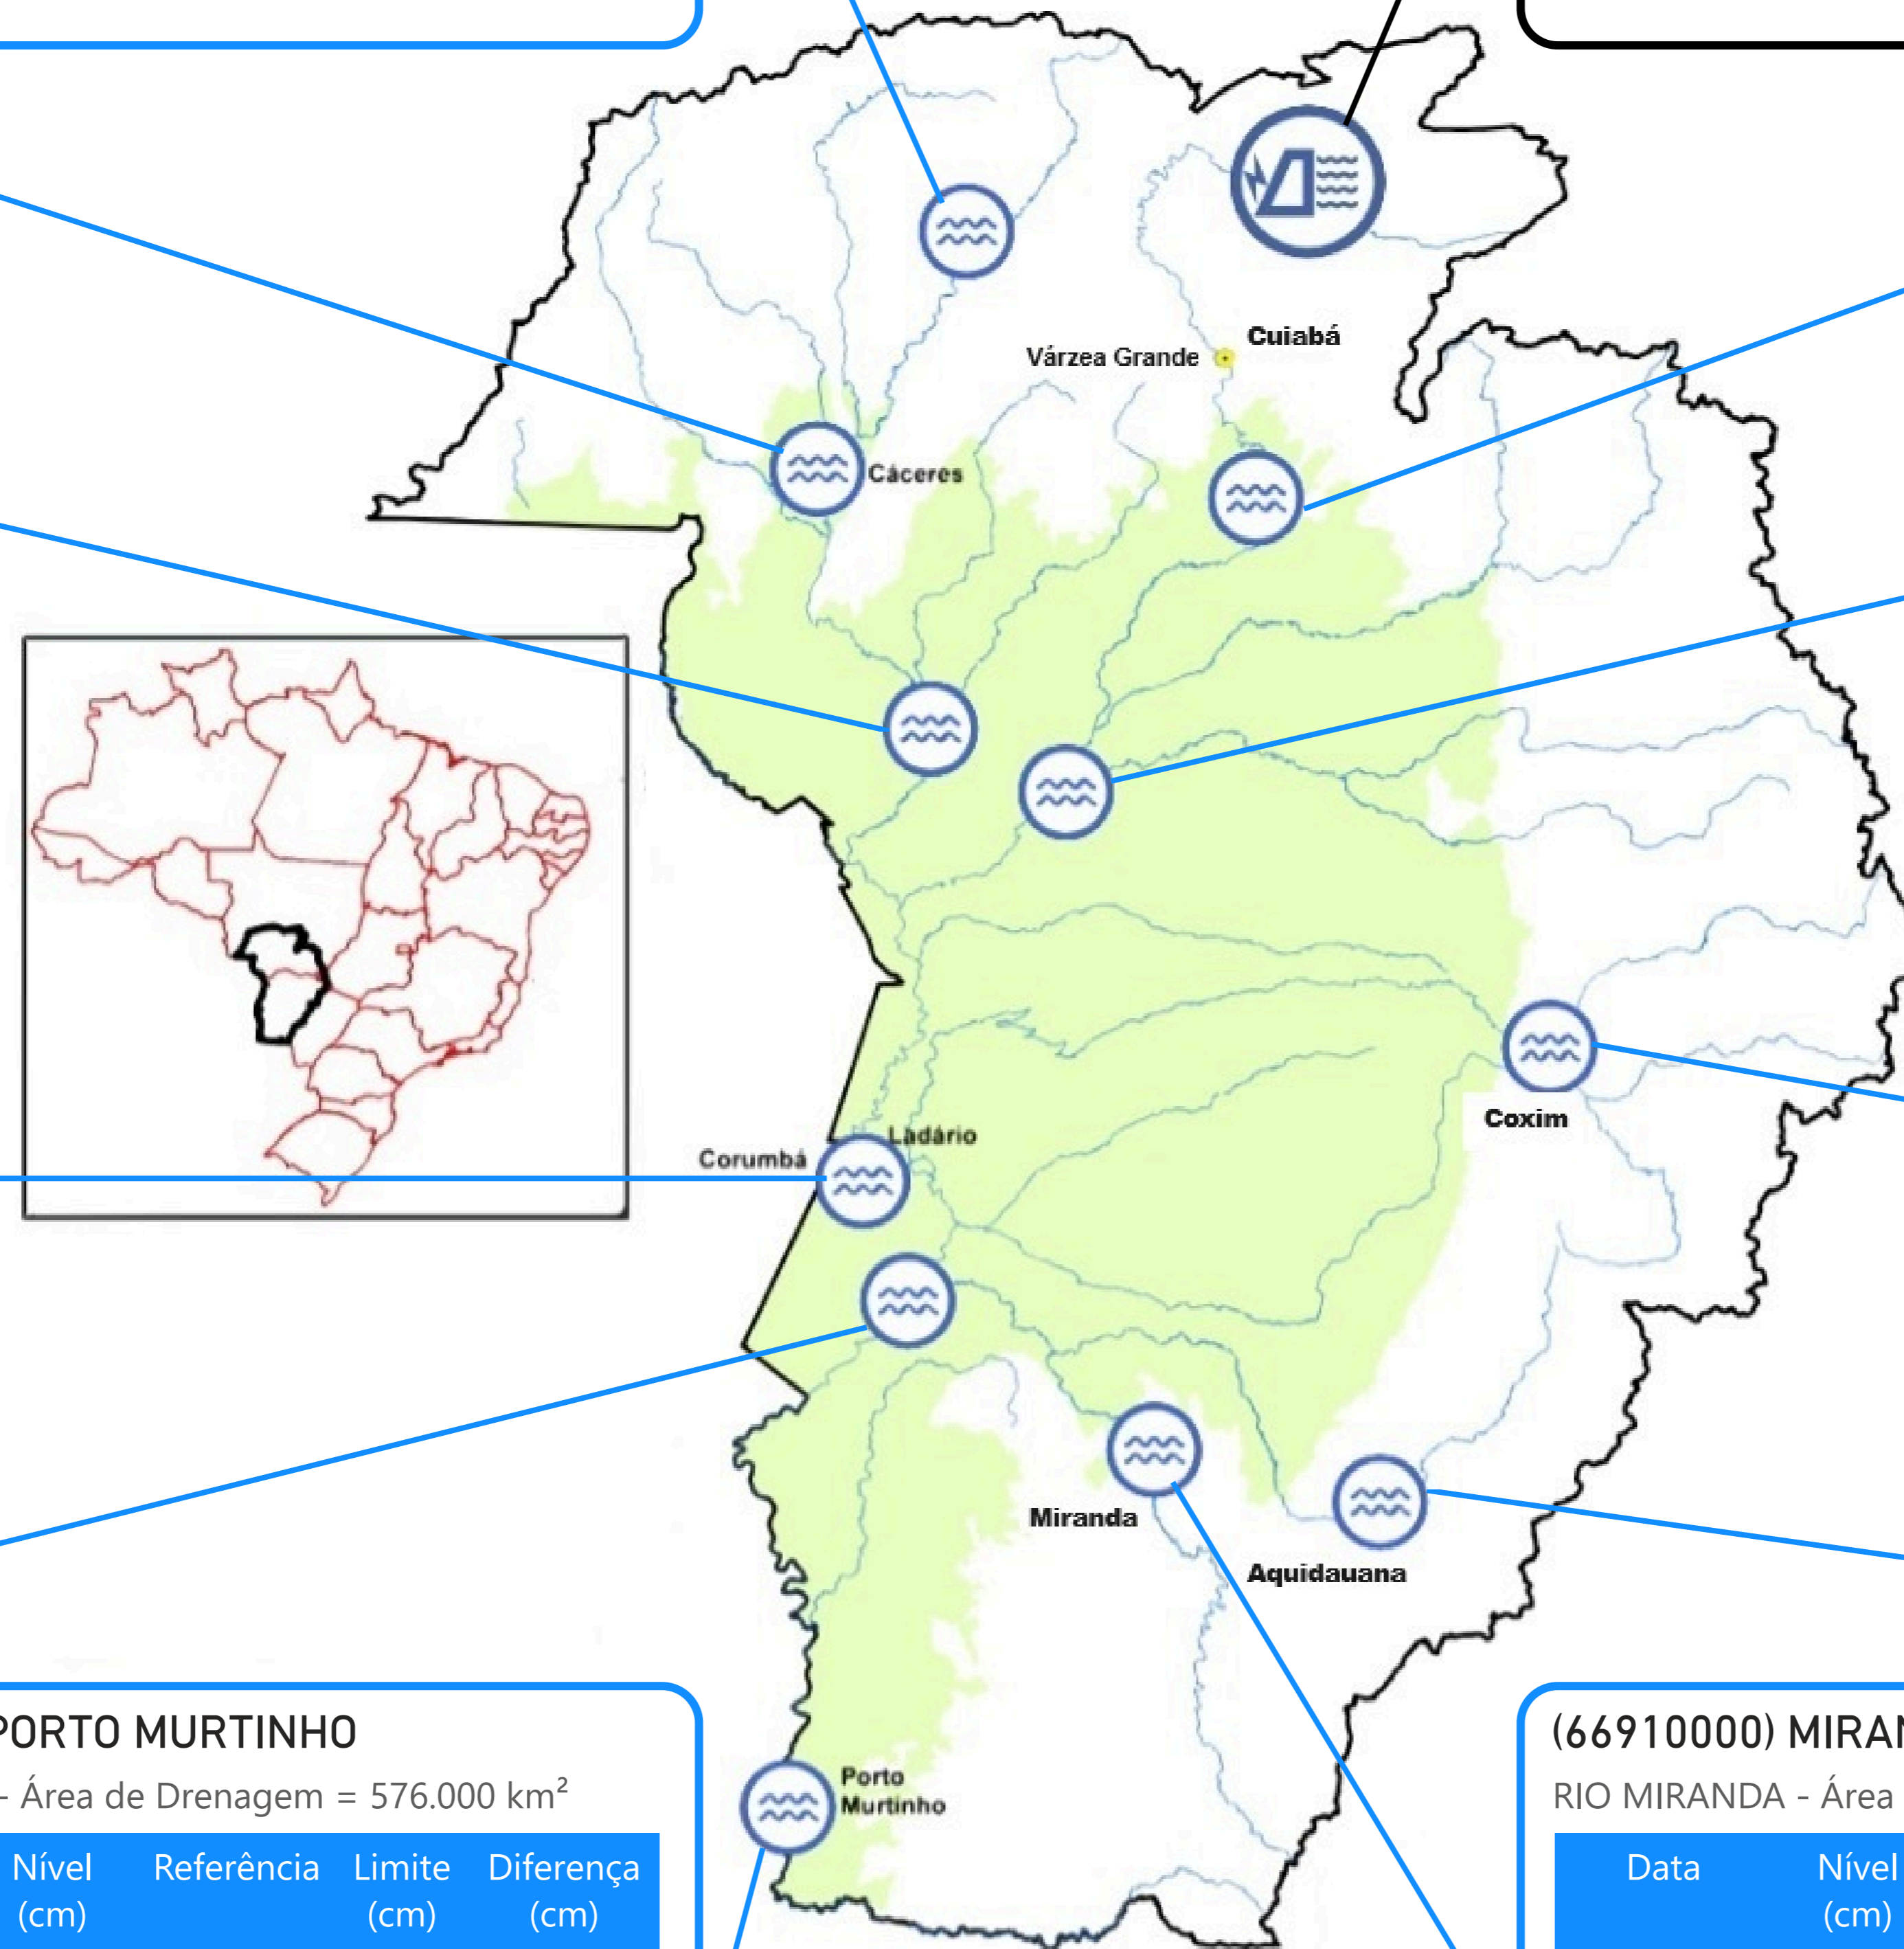 Cuiabá
Várzea Grande
Cáceres
Coxim
Ladário
Corumbá
Miranda
Aquidauana
Porto
Murtinho
PORTO MURTINHO
- Área de Drenagem = 576.000 km²
Nível Referência Limite Diferença
(cm) (cm) (cm)
(66910000) MIRAN
RIO MIRANDA - Área
Data Nível
(cm)